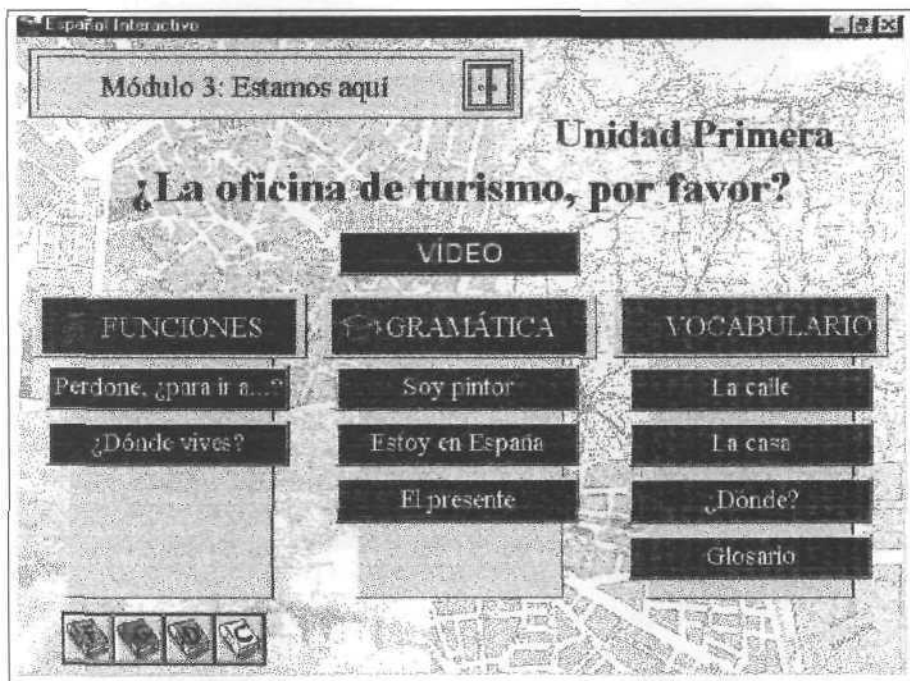 Español Interactivo
Módulo 3: Estamos aquí
Unidad Primera
¿La oficina de turismo, por favor?
VÍDEO
FUNCIONES
Perdone, ¿para ir a...?
¿Dónde vives?
GRAMÁTICA
Soy pintor
Estoy en España
El presente
VOCABULARIO
La calle
La casa
¿Dónde?
Glosario